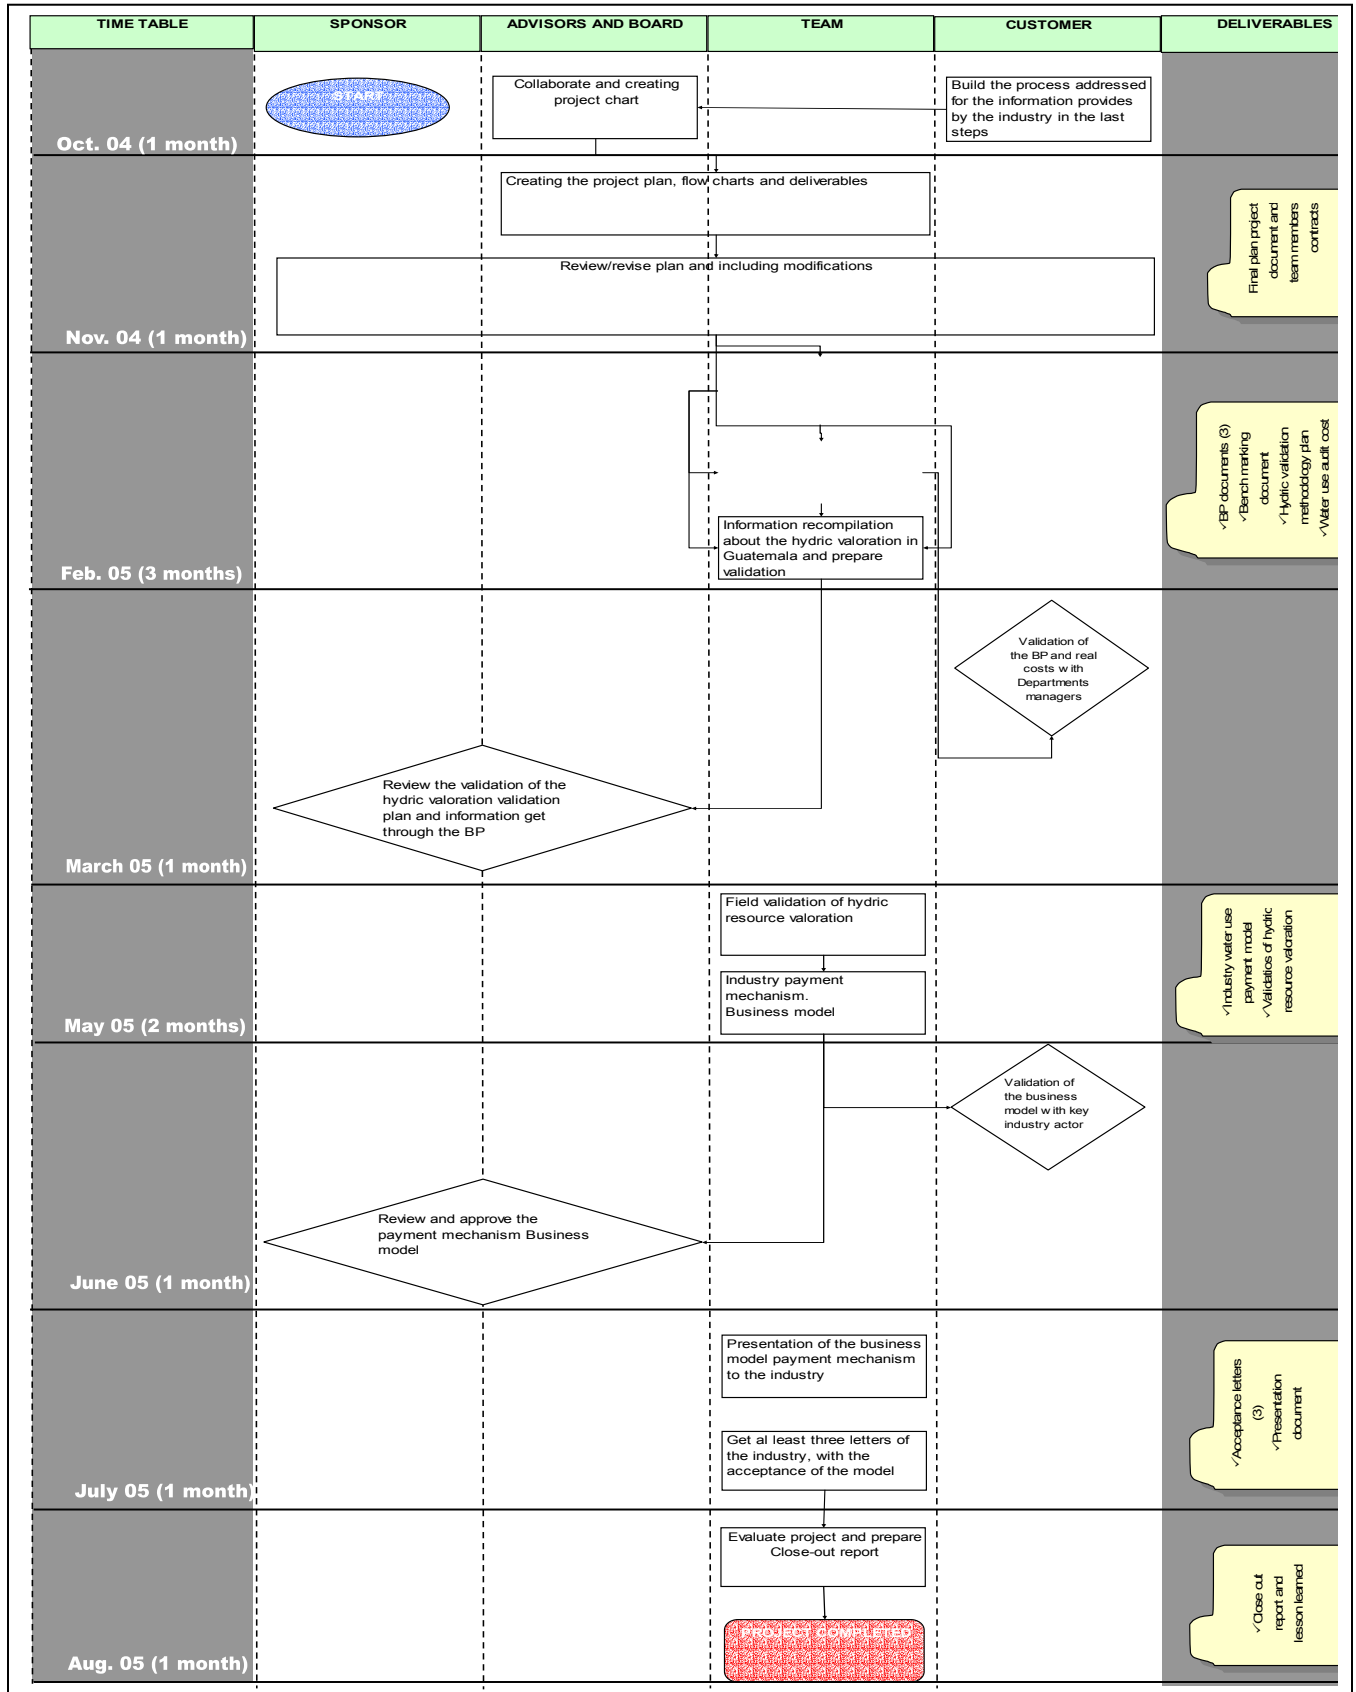 TIME TABLE
SPONSOR
ADVISORS AND BOARD
TEAM
CUSTOMER
DELIVERABLES
START
Collaborate and creating
project chart
Build the process addressed
for the information provides
by the industry in the last
steps
Oct. 04 (1 month)
Creating the project plan, flow charts and deliverables
Review/revise plan and including modifications
Final plan project
document and
team members
contracts
Nov. 04 (1 month)
Information recompilation
about the hydric valoration in
Guatemala and prepare
validation
✓BP documents (3)
✓Bench marking
document
✓Hydric validation
methodology plan
✓Water use audit cost
Feb. 05 (3 months)
Validation of
the BP and real
costs with
Departments
managers
Review the validation of the
hydric valoration validation
plan and information get
through the BP
March 05 (1 month)
Field validation of hydric
resource valoration
Industry payment
mechanism.
Business model
✓Industry water use
payment model
✓Validatios of hydric
resource valoration
May 05 (2 months)
Validation of
the business
model with key
industry actor
Review and approve the
payment mechanism Business
model
June 05 (1 month)
Presentation of the business
model payment mechanism
to the industry
Get al least three letters of
the industry, with the
acceptance of the model
✓Acceptance letters
(3)
✓Presentation
document
July 05 (1 month)
Evaluate project and prepare
Close-out report
PROJECT COMPLETED
✓Close out
report and
lesson learned
Aug. 05 (1 month)